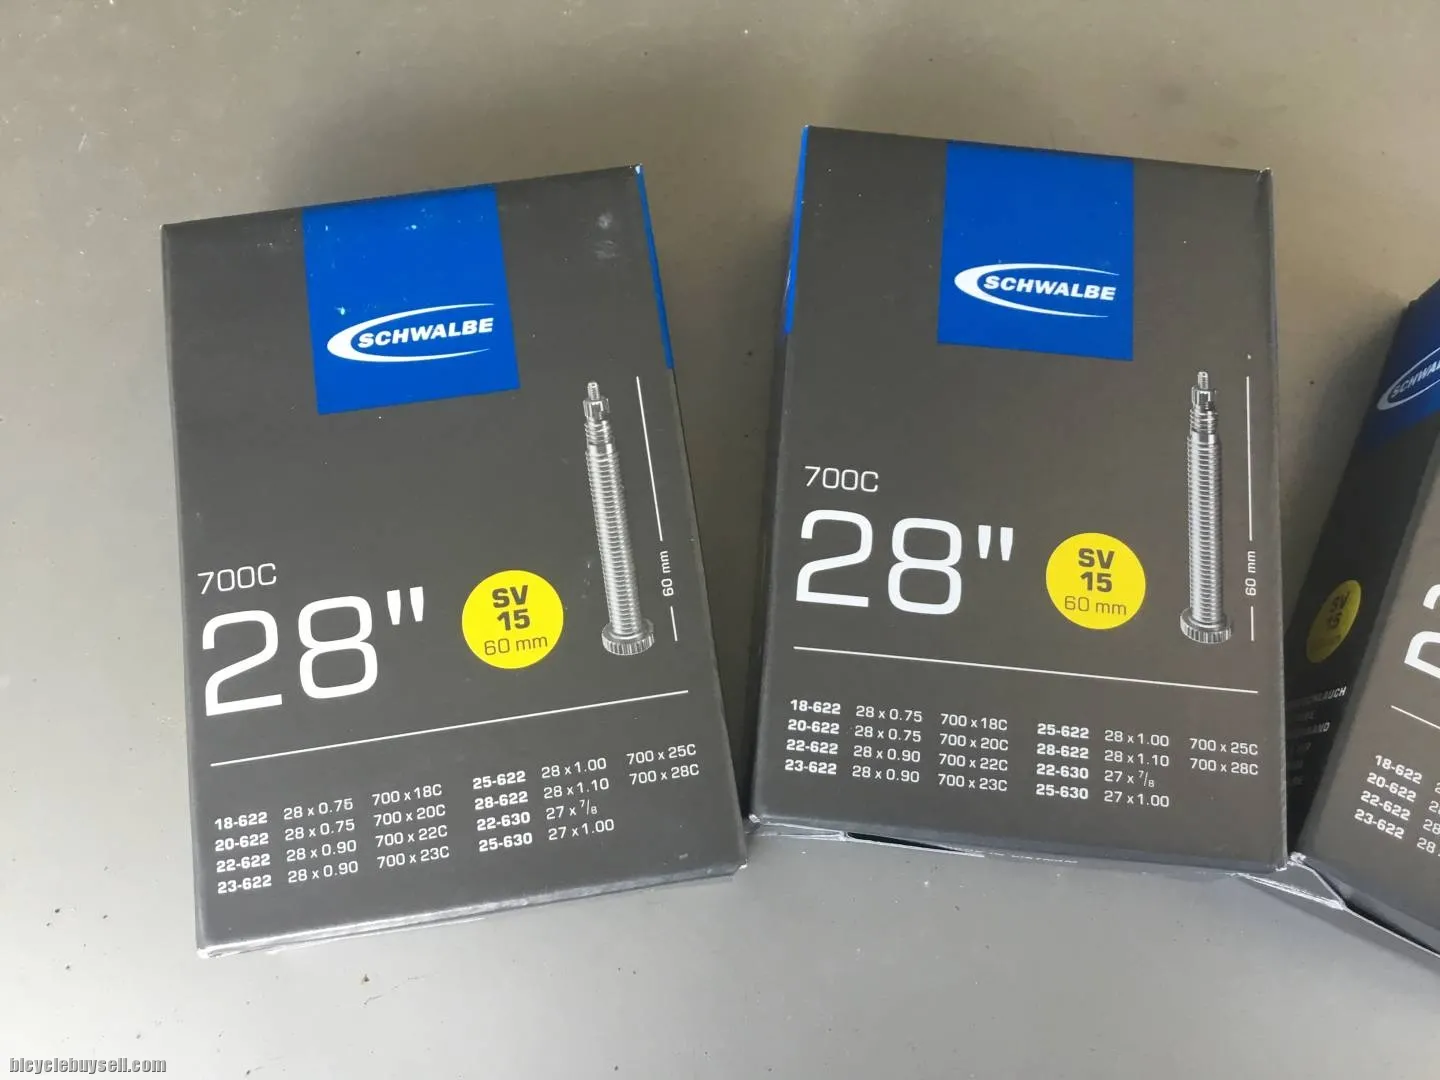 SCHWALBE
700C
28"
SV
15
60 mm
60 mm
18-622 28 x 0.75 700 x 18C
20-622 28 x 0.75 700 x 20C
22-622 28 x 0.90 700 x 22C
23-622 28 x 0.90 700 x 23C
25-622 28 x 1.00 700 x 25C
28-622 28 x 1.10 700 x 28C
22-630 27 x 7/8
25-630 27 x 1.00
SCHWALBE
700C
28"
SV
15
60 mm
60 mm
18-622 28 x 0.75 700 x 18C
20-622 28 x 0.75 700 x 20C
22-622 28 x 0.90 700 x 22C
23-622 28 x 0.90 700 x 23C
25-622 28 x 1.00 700 x 25C
28-622 28 x 1.10 700 x 28C
22-630 27 x 7/8
25-630 27 x 1.00
SV
15
18-622
20-622
22-622
23-622 28
bicyclebuysell.com